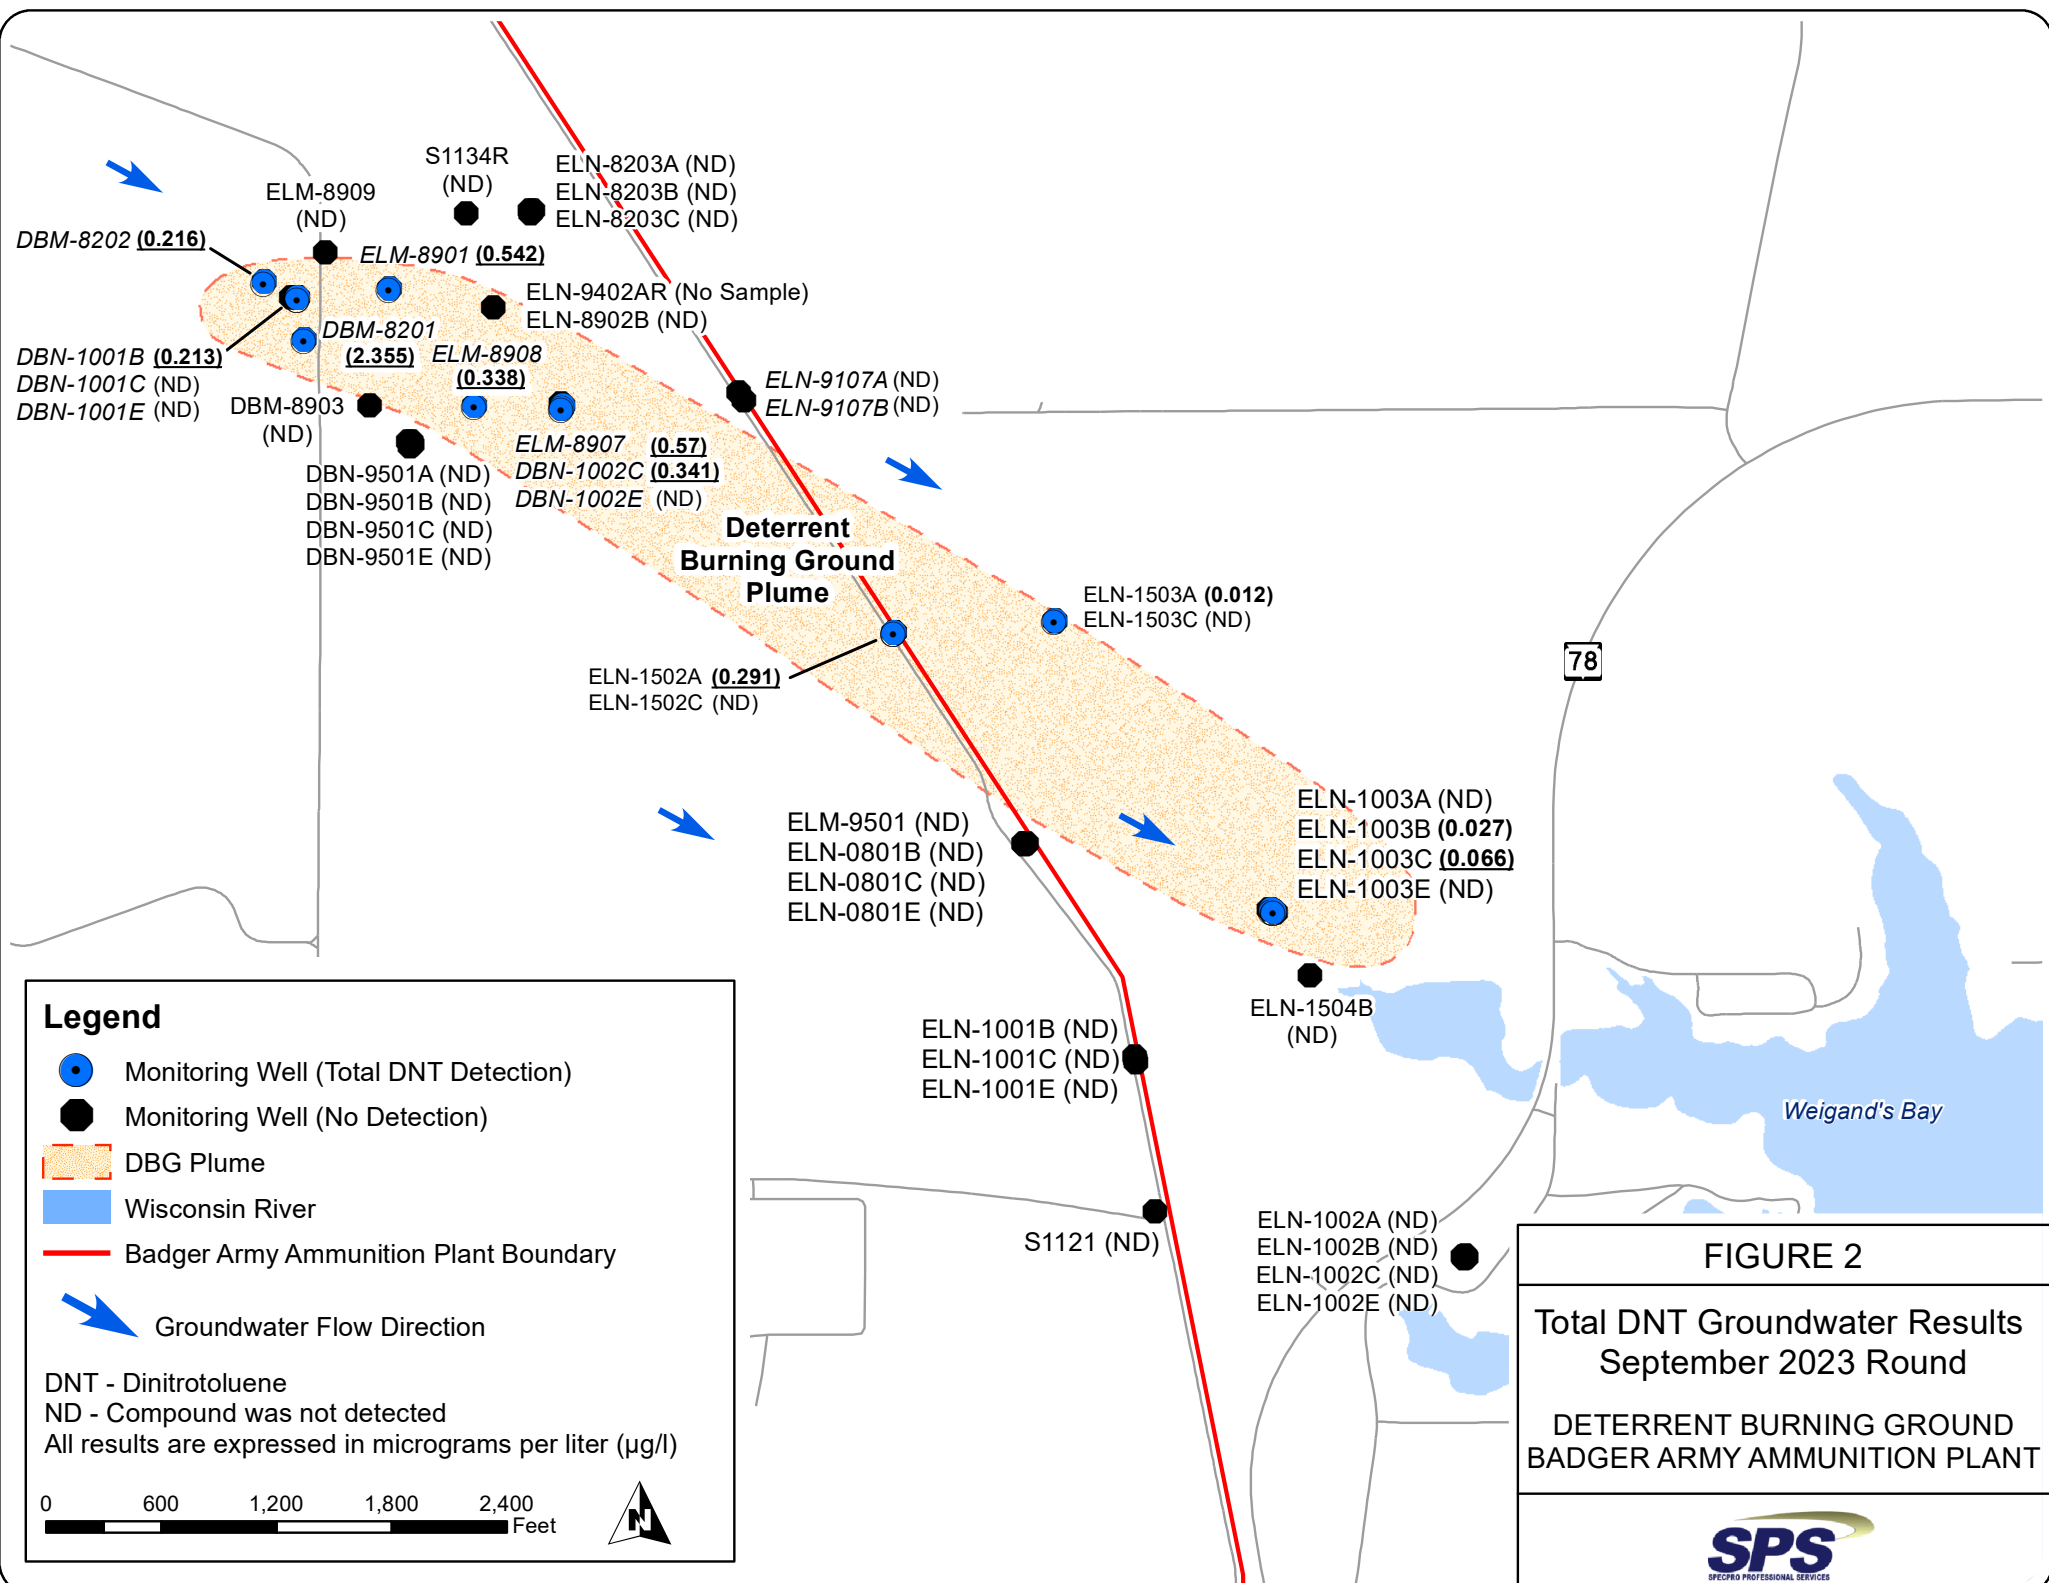 S1134R
(ND)
ELN-8203A (ND)
ELN-8203B (ND)
ELN-8203C (ND)
ELM-8909
(ND)
DBM-8202 (0.216)
ELM-8901 (0.542)
ELN-9402AR (No Sample)
ELN-8902B (ND)
DBM-8201
(2.355)
ELM-8908
(0.338)
DBN-1001B (0.213)
DBN-1001C (ND)
DBN-1001E (ND)
DBM-8903
(ND)
ELN-9107A (ND)
ELN-9107B (ND)
ELM-8907 (0.57)
DBN-1002C (0.341)
DBN-1002E (ND)
DBN-9501A (ND)
DBN-9501B (ND)
DBN-9501C (ND)
DBN-9501E (ND)
Deterrent
Burning Ground
Plume
ELN-1503A (0.012)
ELN-1503C (ND)
78
ELN-1502A (0.291)
ELN-1502C (ND)
ELN-1003A (ND)
ELN-1003B (0.027)
ELN-1003C (0.066)
ELN-1003E (ND)
ELM-9501 (ND)
ELN-0801B (ND)
ELN-0801C (ND)
ELN-0801E (ND)
ELN-1504B
(ND)
ELN-1001B (ND)
ELN-1001C (ND)
ELN-1001E (ND)
Weigand's Bay
S1121 (ND)
ELN-1002A (ND)
ELN-1002B (ND)
ELN-1002C (ND)
ELN-1002E (ND)
Legend
Monitoring Well (Total DNT Detection)
Monitoring Well (No Detection)
DBG Plume
Wisconsin River
Badger Army Ammunition Plant Boundary
Groundwater Flow Direction
DNT - Dinitrotoluene
ND - Compound was not detected
All results are expressed in micrograms per liter (µg/l)
0 600 1,200 1,800 2,400
Feet
N
FIGURE 2
Total DNT Groundwater Results
September 2023 Round
DETERRENT BURNING GROUND
BADGER ARMY AMMUNITION PLANT
SPS
SPECPRO PROFESSIONAL SERVICES